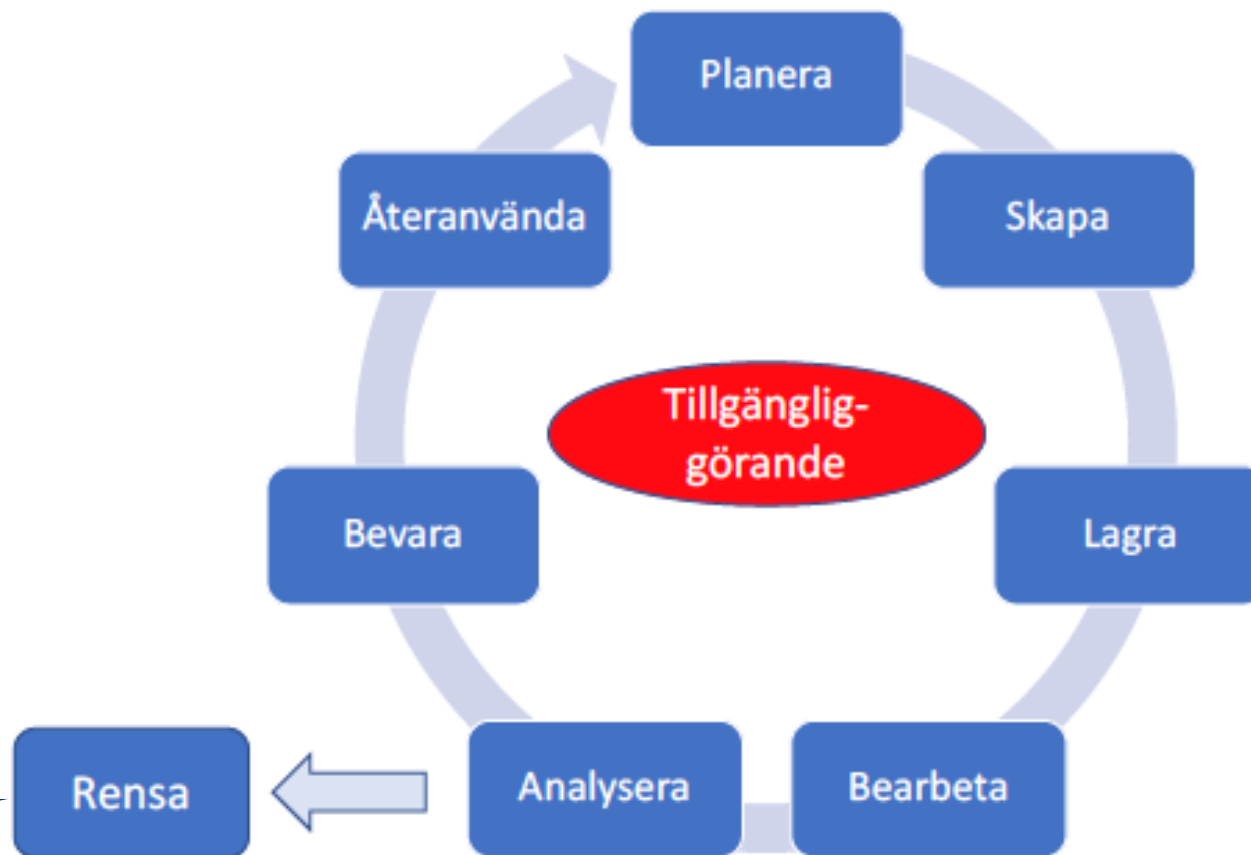 Planera
Skapa
Återanvända
Tillgänglig-
görande
Bevara
Lagra
Rensa
Analysera
Bearbeta